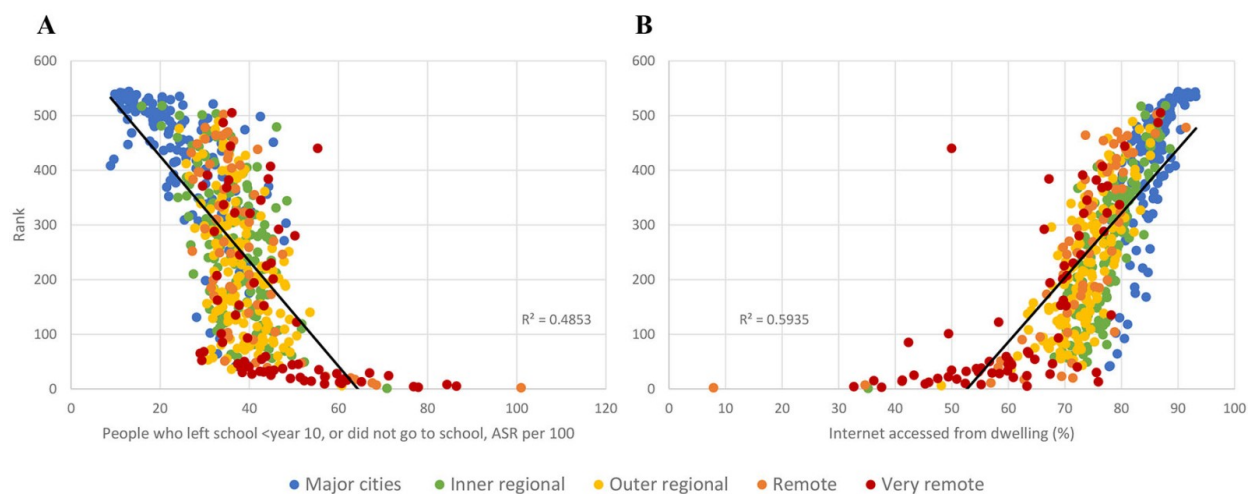 A
B
600
500
400
300
200
100
0
Rank
R² = 0.4853
0 20 40 60 80 100 120
People who left school <year 10, or did not go to school, ASR per 100
600
500
400
300
200
100
0
R² = 0.5935
0 10 20 30 40 50 60 70 80 90 100
Internet accessed from dwelling (%)
Major cities Inner regional Outer regional Remote Very remote